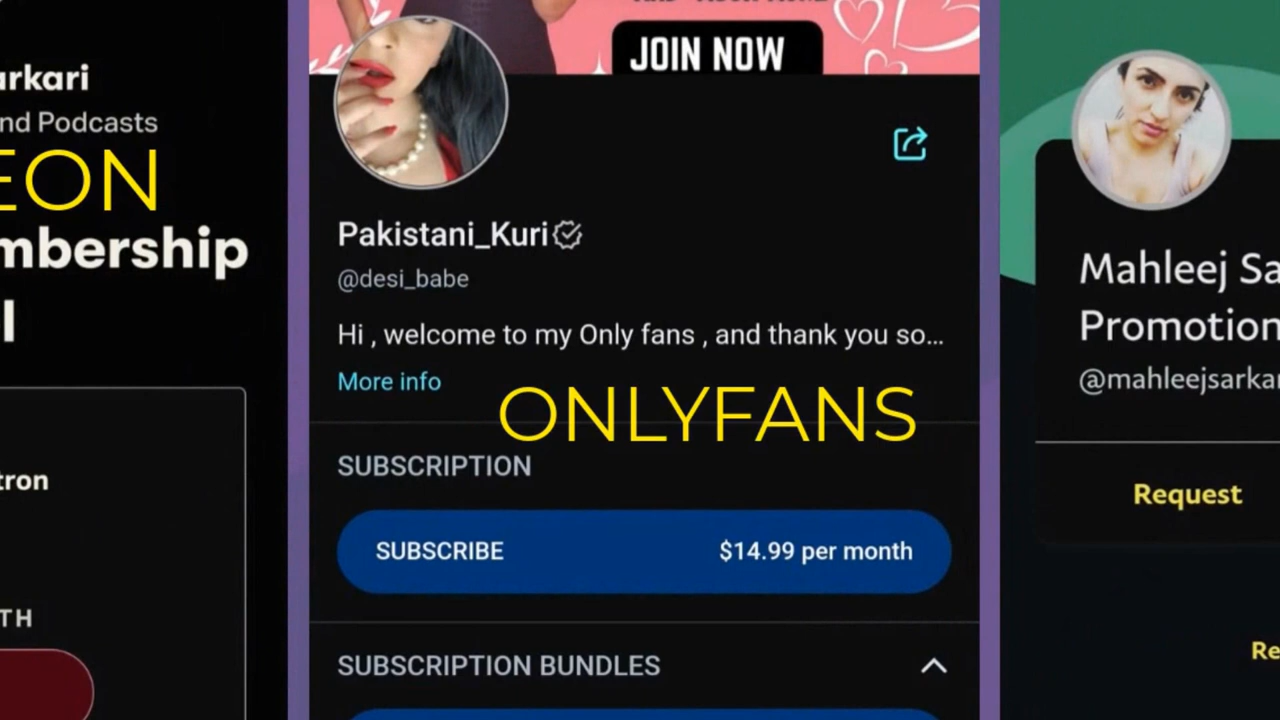 arkari
nd Podcasts
EON
mbership
l
tron
TH
JOIN NOW
Pakistani_Kuri
@desi_babe
Hi , welcome to my Only fans , and thank you so...
More info
ONLYFANS
SUBSCRIPTION
SUBSCRIBE $14.99 per month
SUBSCRIPTION BUNDLES
Mahleej Sa
Promotion
@mahleejsarkar
Request
Re